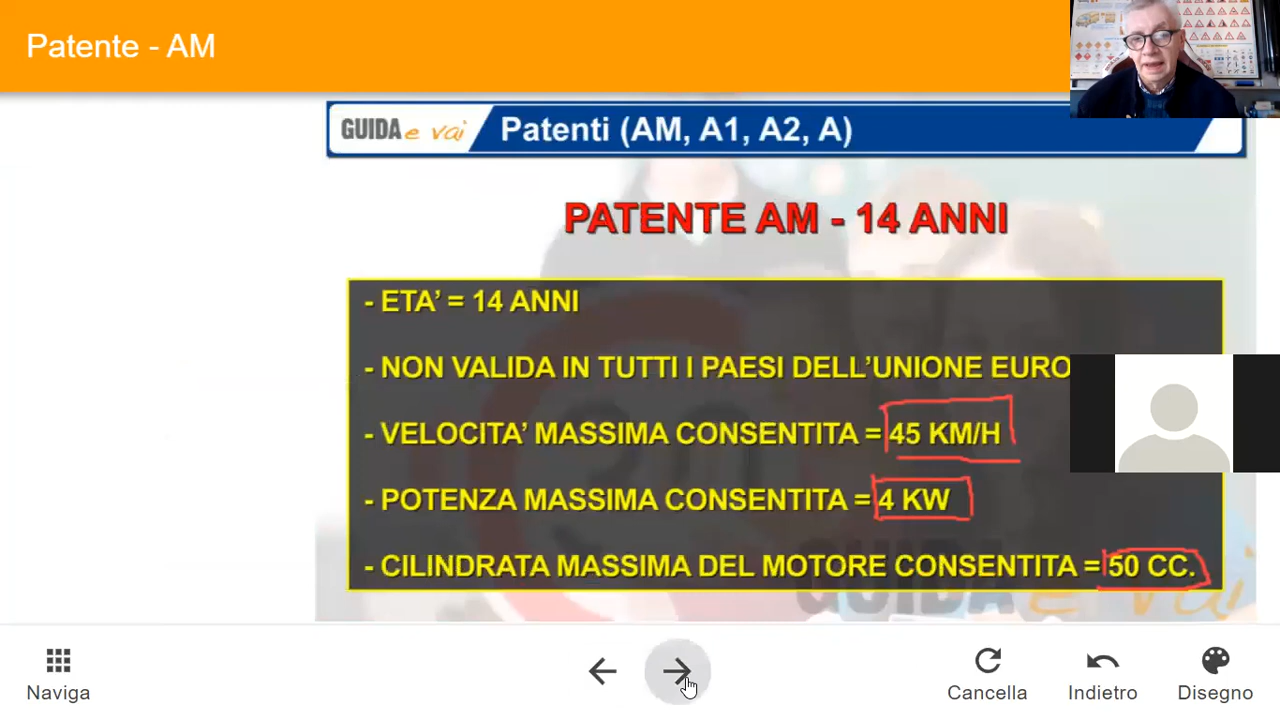 Patente - AM
GUIDA e vai
Patenti (AM, A1, A2, A)
PATENTE AM - 14 ANNI
- ETA' = 14 ANNI
- NON VALIDA IN TUTTI I PAESI DELL'UNIONE EURO
- VELOCITA' MASSIMA CONSENTITA = 45 KM/H
- POTENZA MASSIMA CONSENTITA = 4 KW
- CILINDRATA MASSIMA DEL MOTORE CONSENTITA = 50 CC.
GUIDA e vai
Naviga
Cancella
Indietro
Disegno